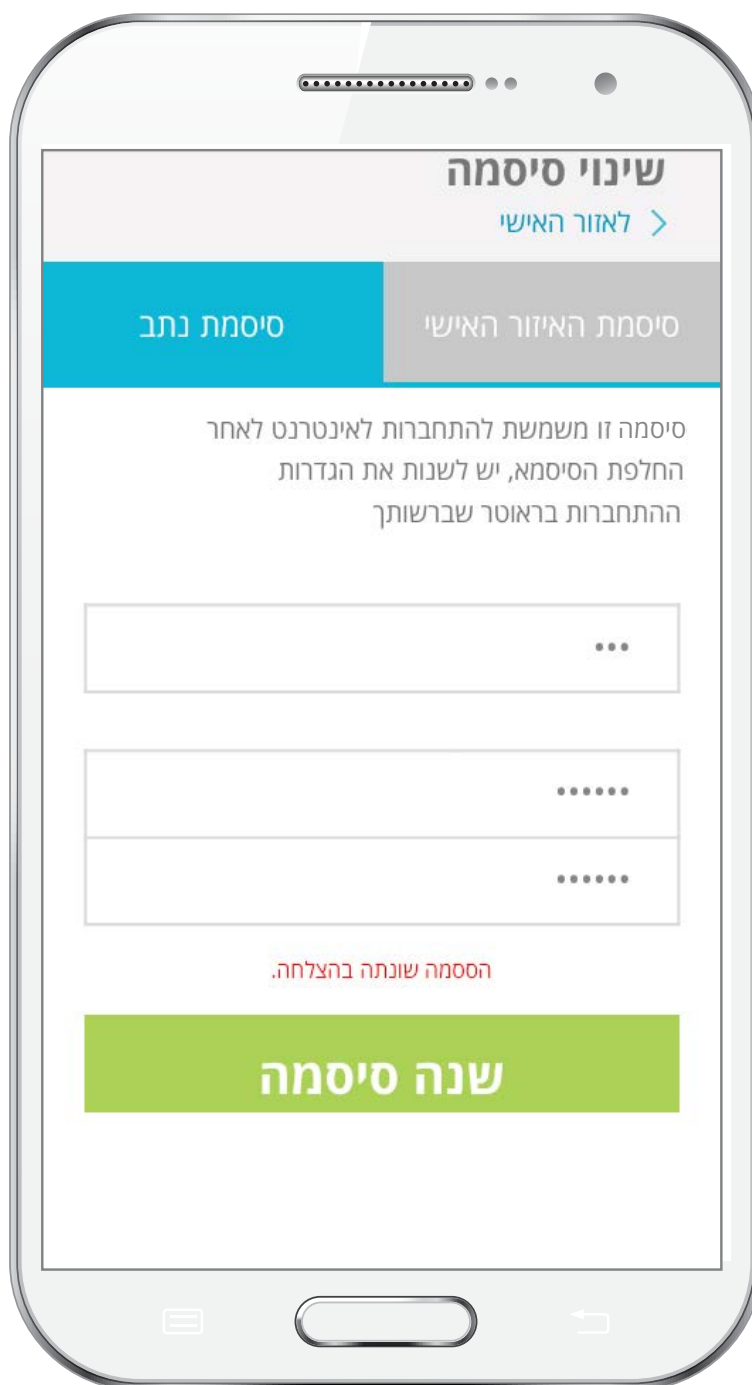 שינוי סיסמה
לאזור האישי
סיסמת האיזור האישי
סיסמת נתב
סיסמה זו משמשת להתחברות לאינטרנט לאחר
החלפת הסיסמא, יש לשנות את הגדרות
ההתחברות בראוטר שברשותך
•••
••••••
••••••
הססמה שונתה בהצלחה.
שנה סיסמה